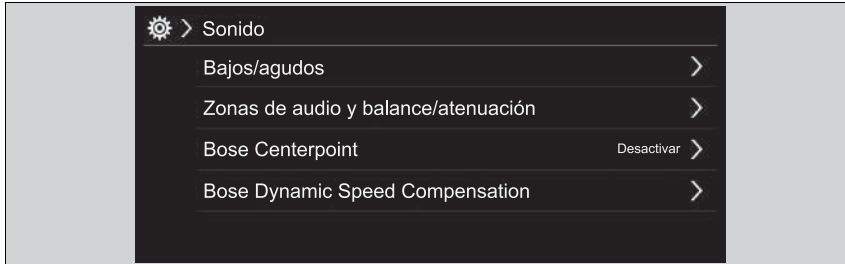 Sonido
Bajos/agudos
Zonas de audio y balance/atenuación
Bose Centerpoint Desactivar
Bose Dynamic Speed Compensation